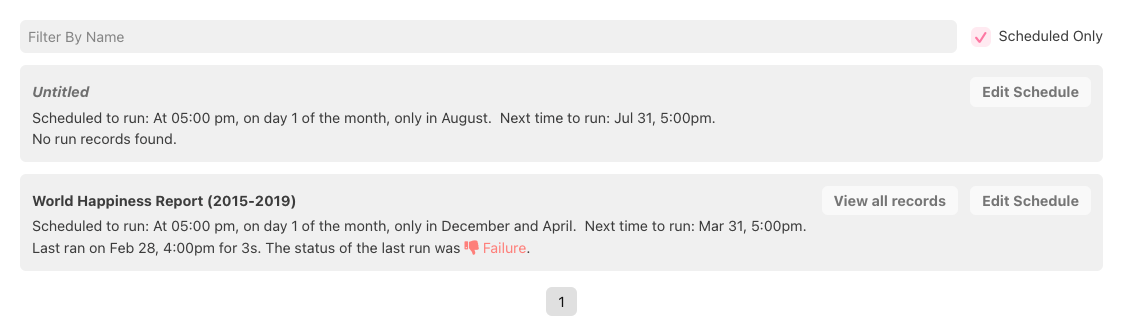 Filter By Name
Scheduled Only
Untitled
Edit Schedule
Scheduled to run: At 05:00 pm, on day 1 of the month, only in August.  Next time to run: Jul 31, 5:00pm.
No run records found.
World Happiness Report (2015-2019)
View all records
Edit Schedule
Scheduled to run: At 05:00 pm, on day 1 of the month, only in December and April.  Next time to run: Mar 31, 5:00pm.
Last ran on Feb 28, 4:00pm for 3s. The status of the last run was Failure.
1